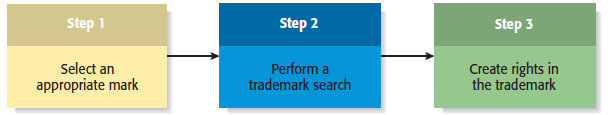 Step 1
Select an
appropriate mark
Step 2
Perform a
trademark search
Step 3
Create rights in
the trademark